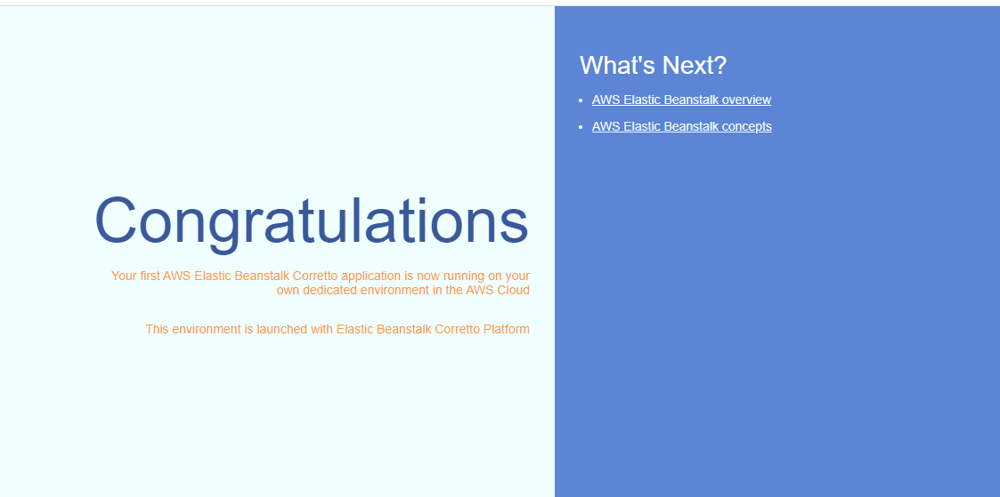 Congratulations
Your first AWS Elastic Beanstalk Corretto application is now running on your
own dedicated environment in the AWS Cloud
This environment is launched with Elastic Beanstalk Corretto Platform
What's Next?
AWS Elastic Beanstalk overview
AWS Elastic Beanstalk concepts